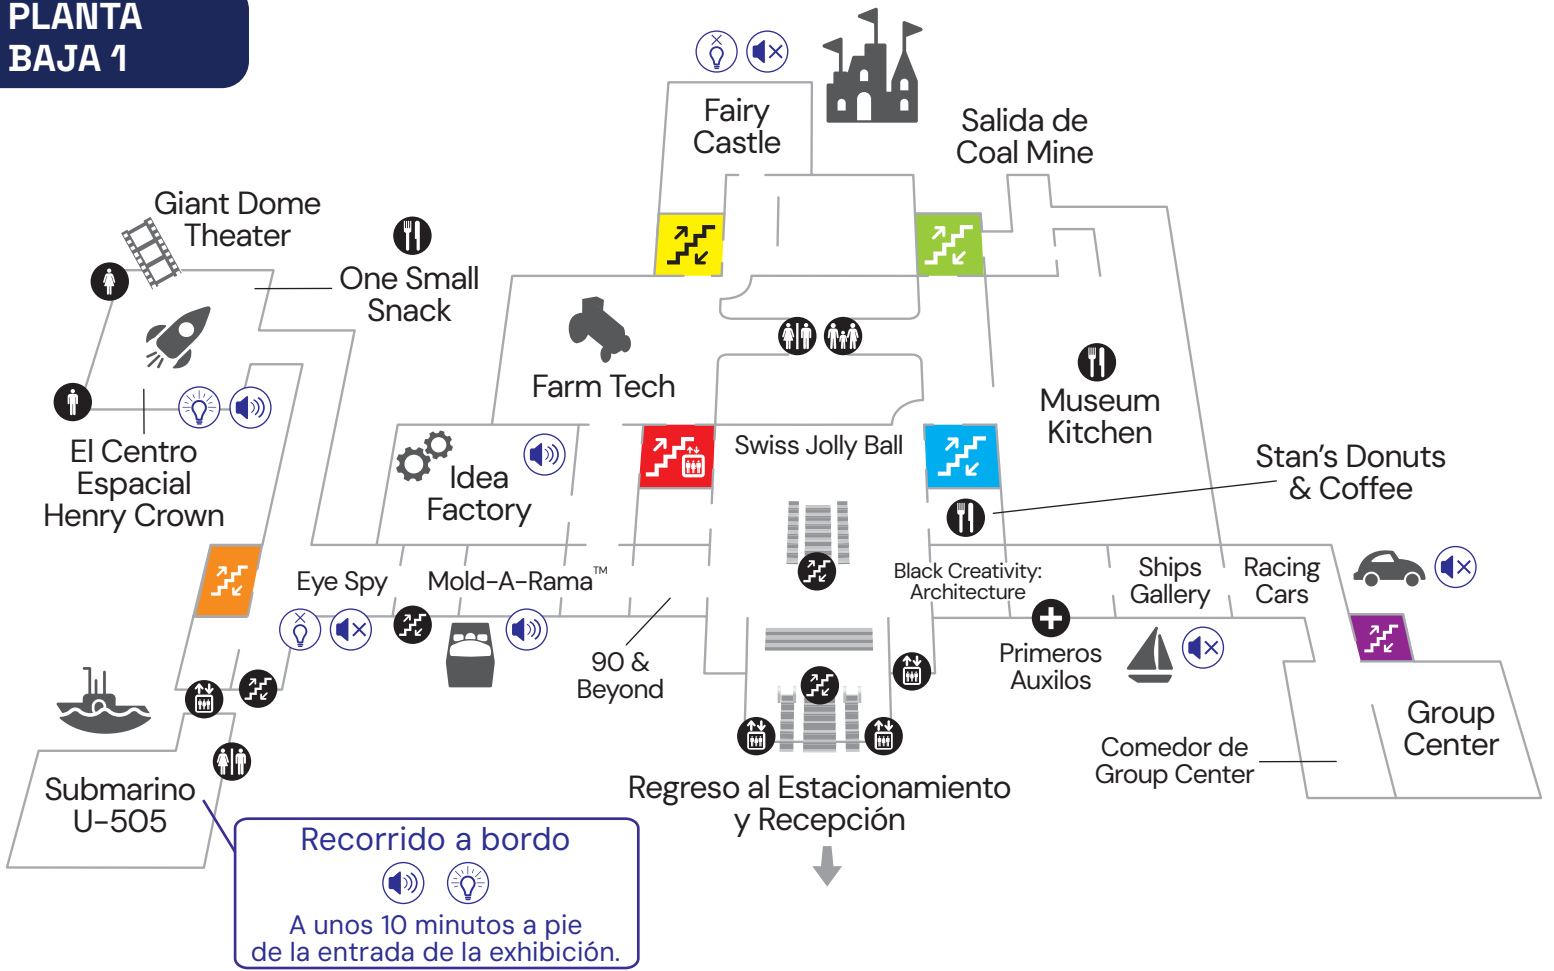 PLANTA
BAJA 1
Fairy
Castle
Salida de
Coal Mine
Giant Dome
Theater
One Small
Snack
Farm Tech
Museum
Kitchen
El Centro
Espacial
Henry Crown
Idea
Factory
Swiss Jolly Ball
Stan's Donuts
& Coffee
Eye Spy
Mold-A-Rama™
Black Creativity:
Architecture
Ships
Gallery
Racing
Cars
90 &
Beyond
Primeros
Auxilos
Group
Center
Comedor de
Group Center
Submarino
U-505
Regreso al Estacionamiento
y Recepción
Recorrido a bordo
A unos 10 minutos a pie
de la entrada de la exhibición.